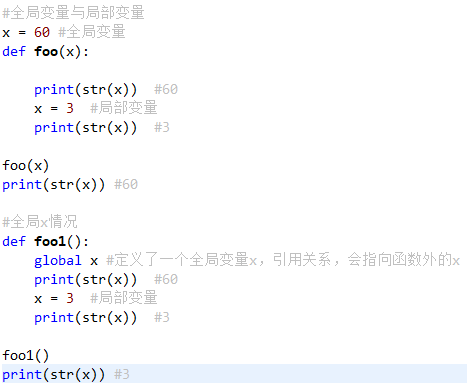 #全局变量与局部变量
x = 60 #全局变量
def foo(x):
    print(str(x))  #60
    x = 3  #局部变量
    print(str(x))  #3
foo(x)
print(str(x)) #60
#全局x情况
def foo1():
    global x #定义了一个全局变量x，引用关系，会指向函数外的x
    print(str(x))  #60
    x = 3  #局部变量
    print(str(x))  #3
foo1()
print(str(x)) #3